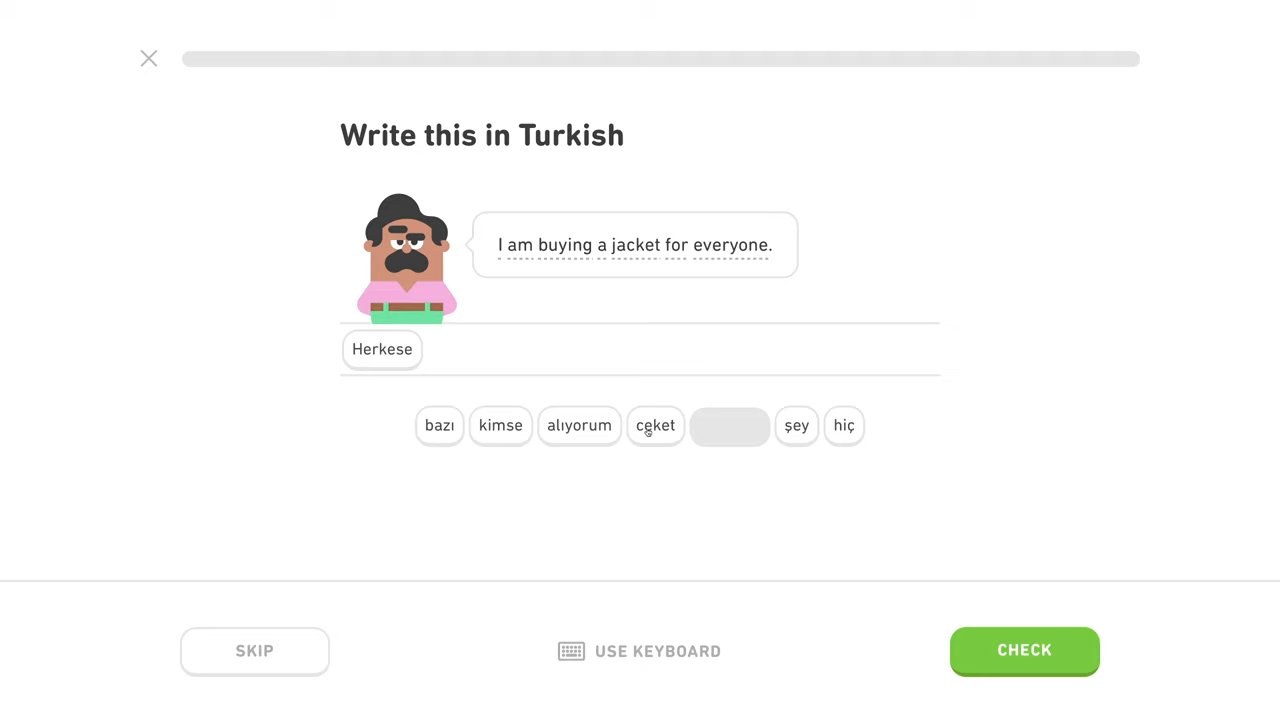 Write this in Turkish
I am buying a jacket for everyone.
Herkese
bazı kimse alıyorum ceket şey hiç
SKIP USE KEYBOARD CHECK